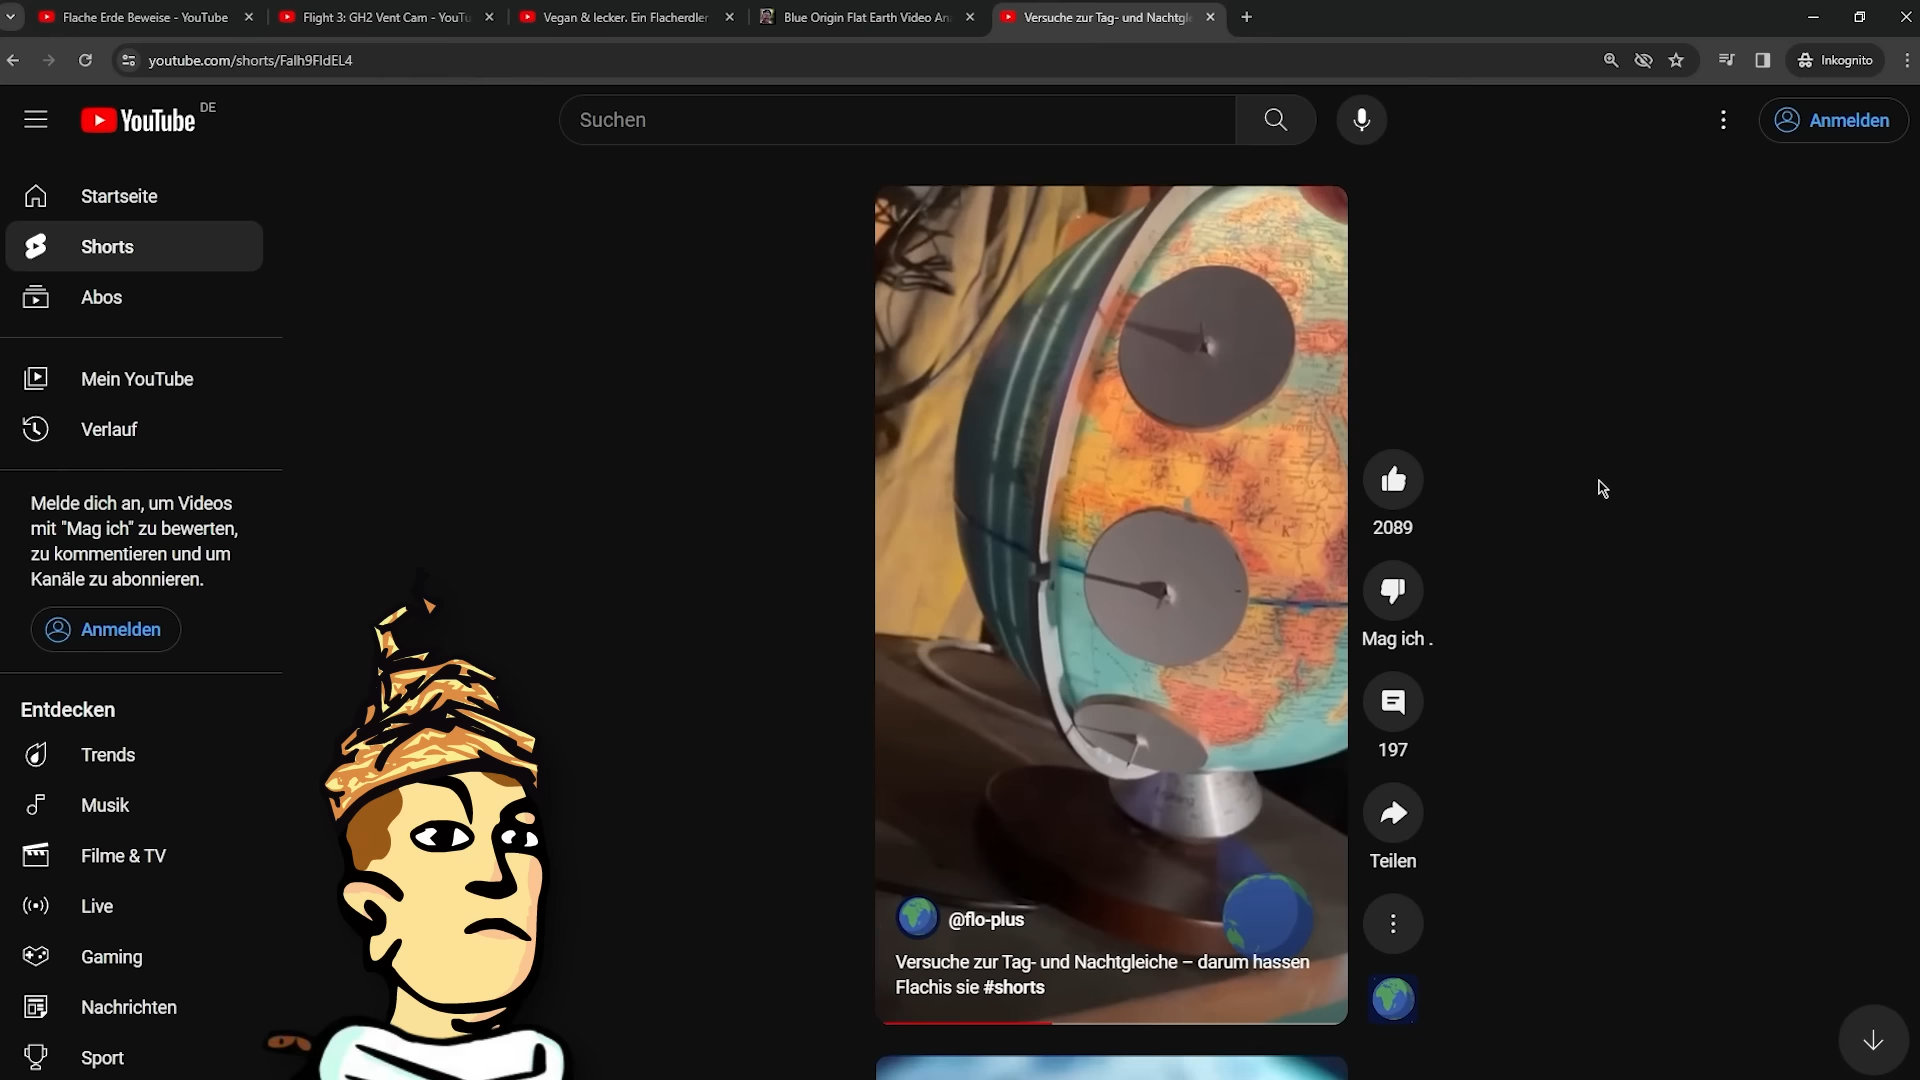 Flache Erde Beweise - YouTube
Flight 3: GH2 Vent Cam - YouTu
Vegan & lecker. Ein Flacherdler
Blue Origin Flat Earth Video Ana
Versuche zur Tag- und Nachtgle
youtube.com/shorts/Falh9FldEL4
Inkognito
YouTube
DE
Suchen
Anmelden
Startseite
Shorts
Abos
Mein YouTube
Verlauf
Melde dich an, um Videos
mit "Mag ich" zu bewerten,
zu kommentieren und um
Kanäle zu abonnieren.
Anmelden
Entdecken
Trends
Musik
Filme & TV
Live
Gaming
Nachrichten
Sport
2089
Mag ich .
197
Teilen
@flo-plus
Versuche zur Tag- und Nachtgleiche – darum hassen
Flachis sie #shorts